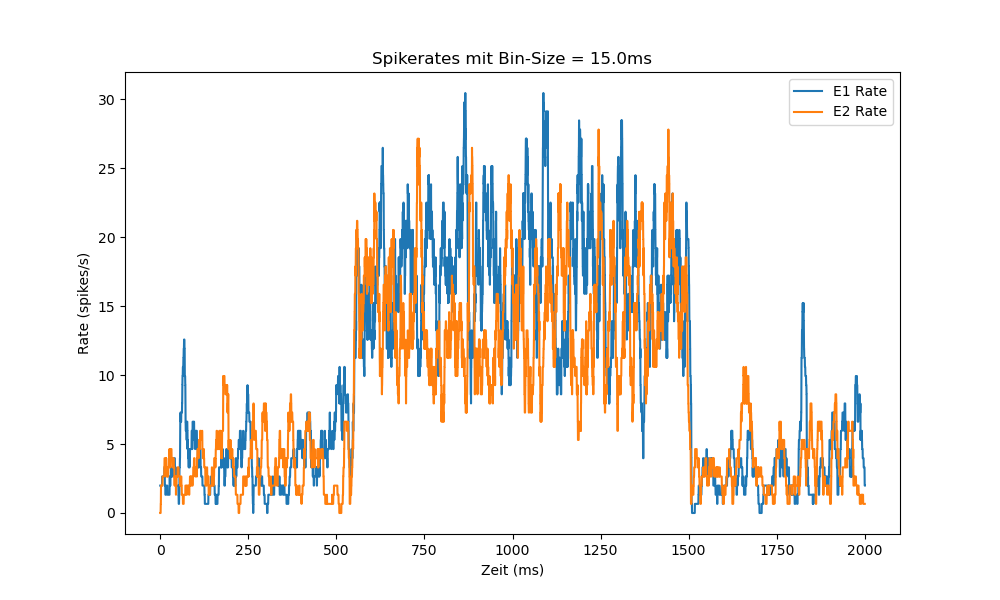 Spikerates mit Bin-Size = 15.0ms
E1 Rate
E2 Rate
Rate (spikes/s)
30
25
20
15
10
5
0
0 250 500 750 1000 1250 1500 1750 2000
Zeit (ms)